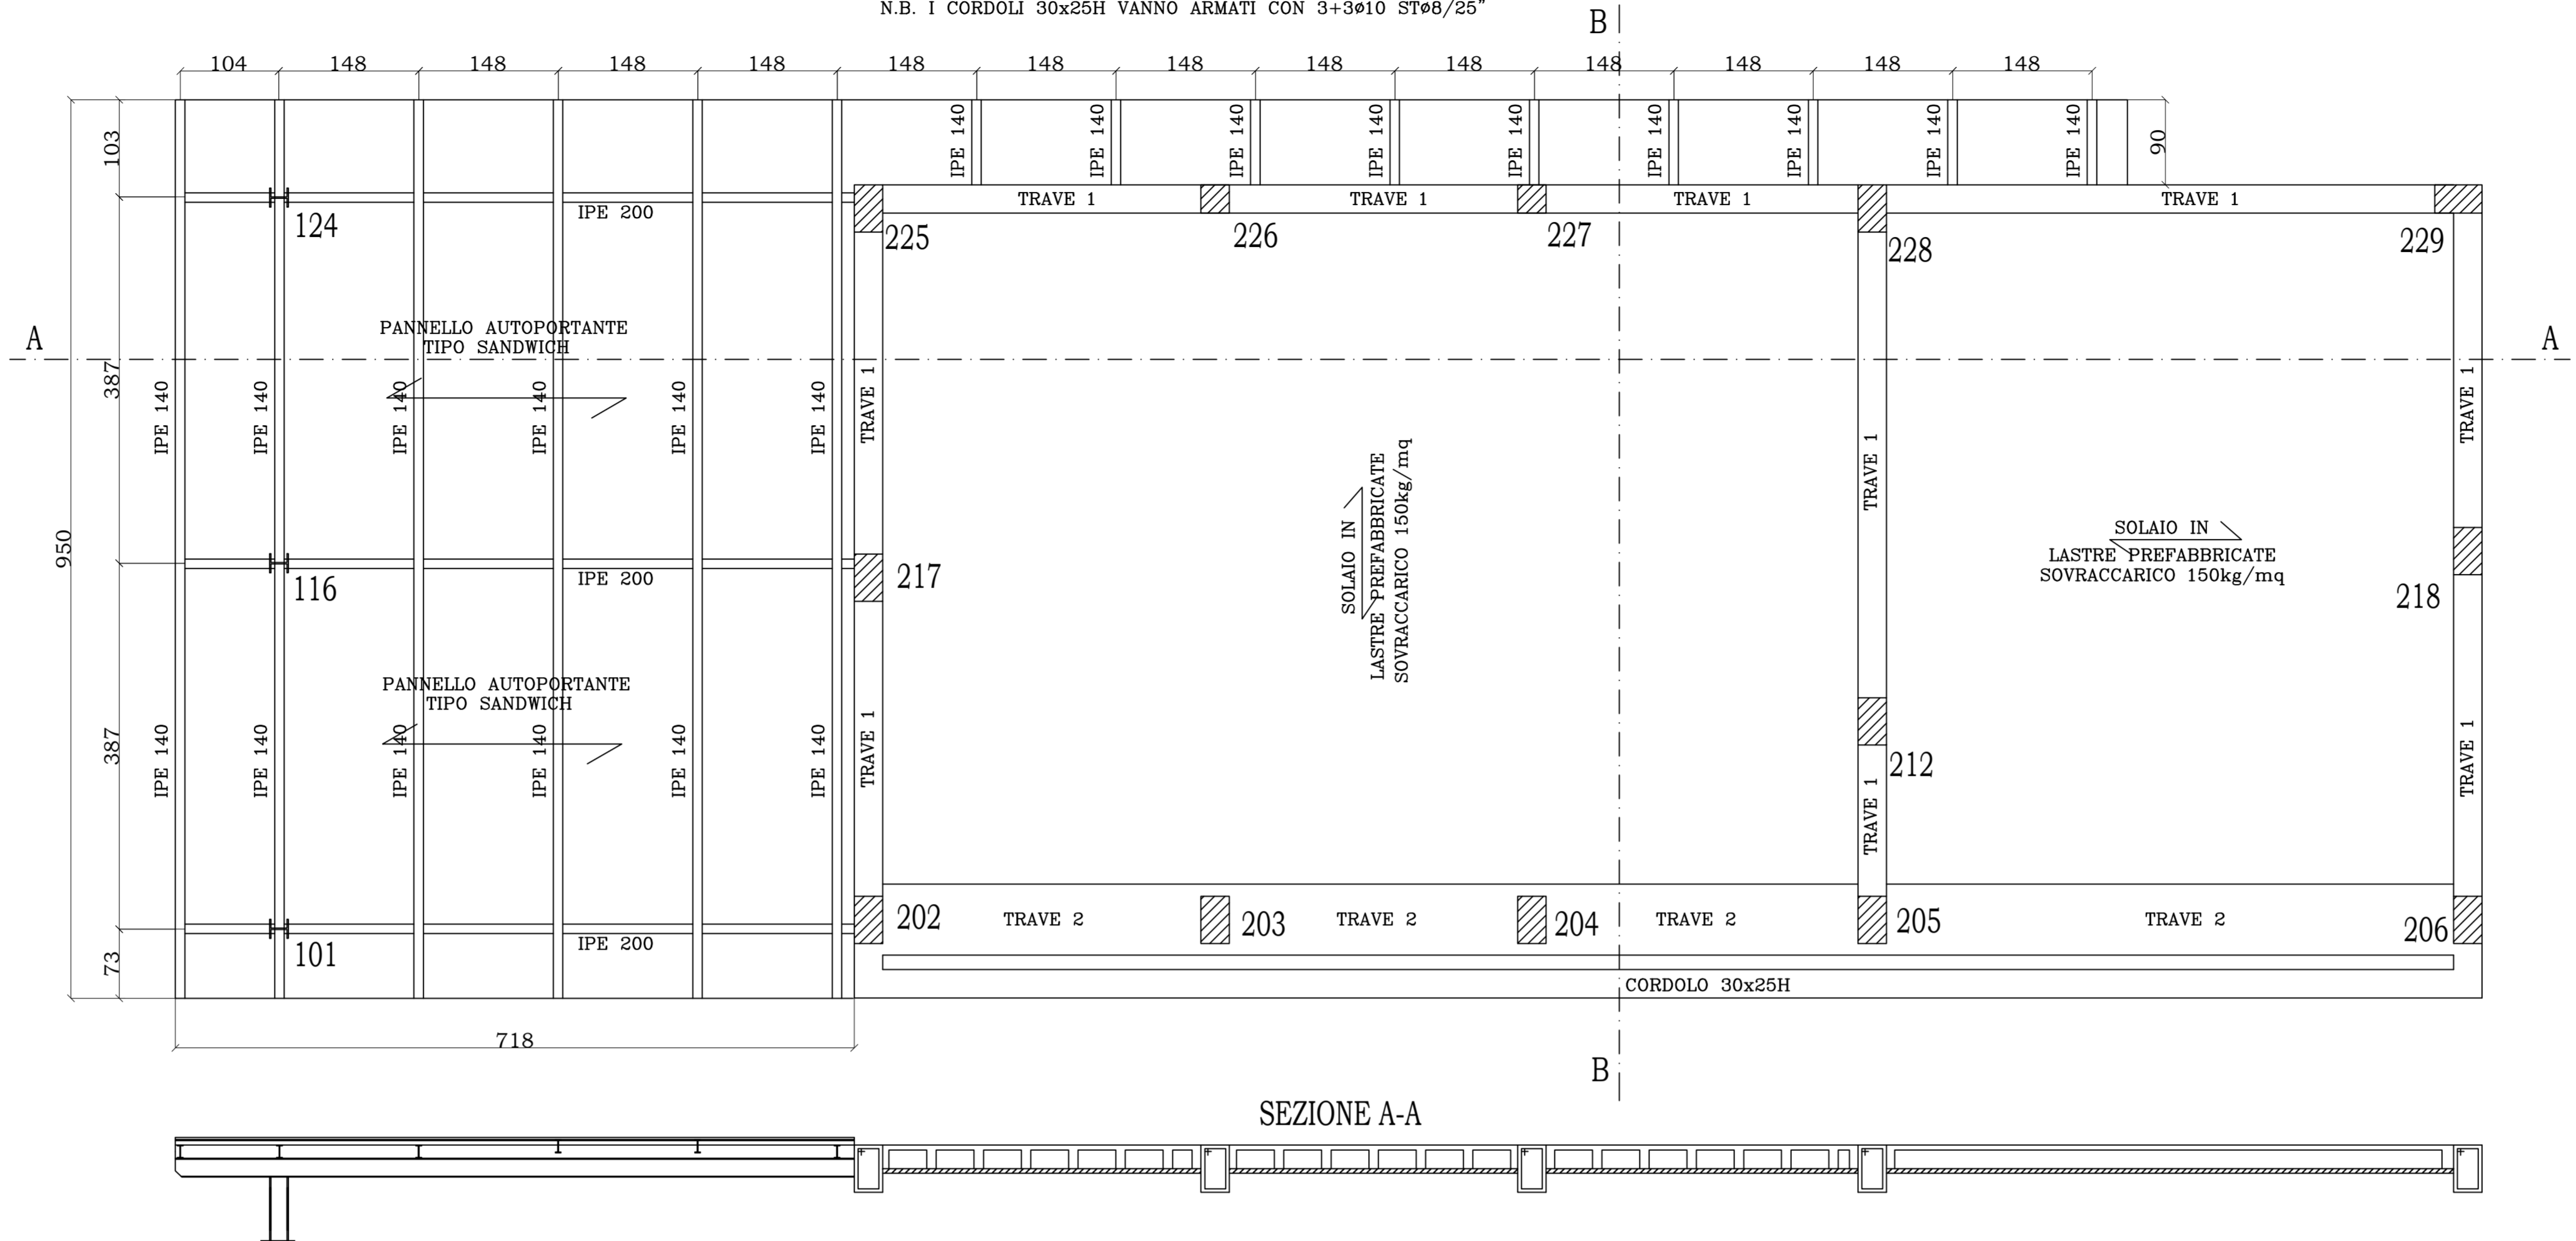 N.B. I CORDOLI 30x25H VANNO ARMATI CON 3+3ø10 STø8/25"
B
104 148 148 148 148 148 148 148 148 148 148 148 148 148
103
IPE 140 IPE 140 IPE 140 IPE 140 IPE 140 IPE 140 IPE 140 IPE 140 IPE 140
90
TRAVE 1 TRAVE 1 TRAVE 1 TRAVE 1
IPE 200
124
225 226 227 228 229
PANNELLO AUTOPORTANTE
TIPO SANDWICH
A A
387
IPE 140 IPE 140 IPE 140 IPE 140 IPE 140 IPE 140
TRAVE 1 TRAVE 1 TRAVE 1
950
SOLAIO IN
LASTRE PREFABBRICATE
SOVRACCARICO 150kg/mq
SOLAIO IN
LASTRE PREFABBRICATE
SOVRACCARICO 150kg/mq
IPE 200
116
217
218
PANNELLO AUTOPORTANTE
TIPO SANDWICH
387
IPE 140 IPE 140 IPE 140 IPE 140 IPE 140 IPE 140
TRAVE 1 TRAVE 1 TRAVE 1
212
202 TRAVE 2 203 TRAVE 2 204 TRAVE 2 205 TRAVE 2 206
IPE 200
101
73
CORDOLO 30x25H
718
B
SEZIONE A-A